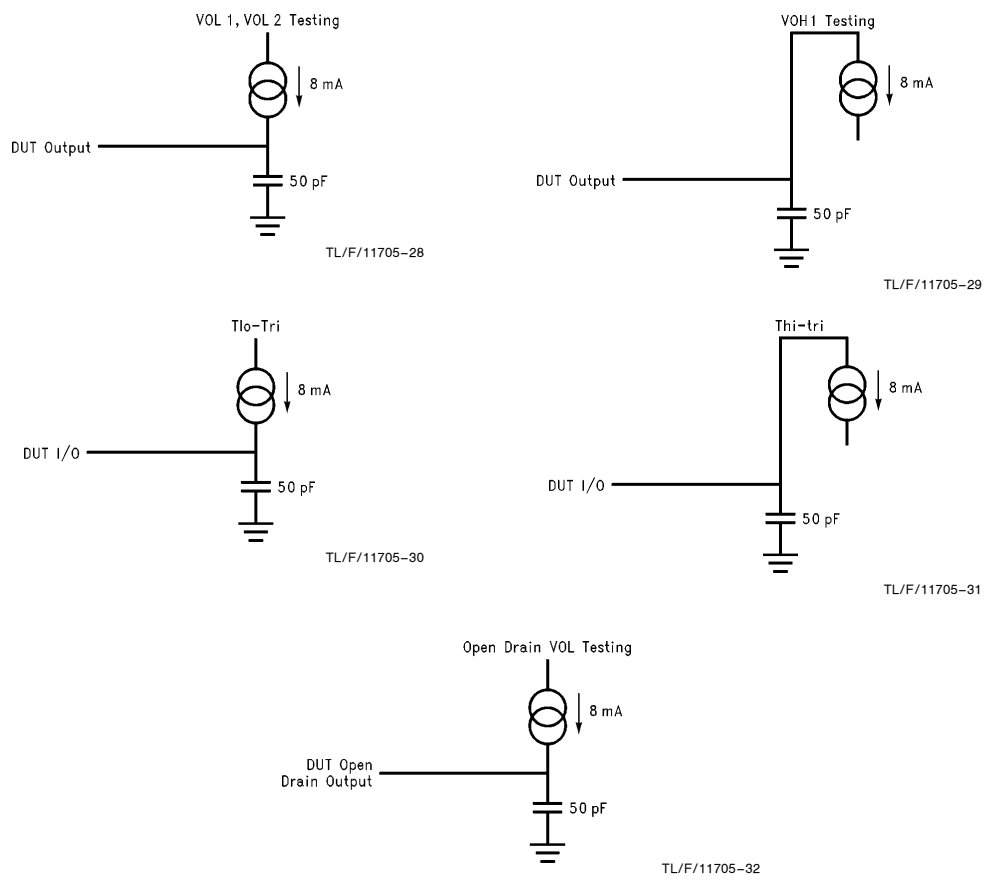 VOL 1, VOL 2 Testing
8 mA
DUT Output
50 pF
TL/F/11705–28
VOH1 Testing
8 mA
DUT Output
50 pF
TL/F/11705–29
Tlo-Tri
8 mA
DUT I/O
50 pF
TL/F/11705–30
Thi-tri
8 mA
DUT I/O
50 pF
TL/F/11705–31
Open Drain VOL Testing
8 mA
DUT Open
Drain Output
50 pF
TL/F/11705–32